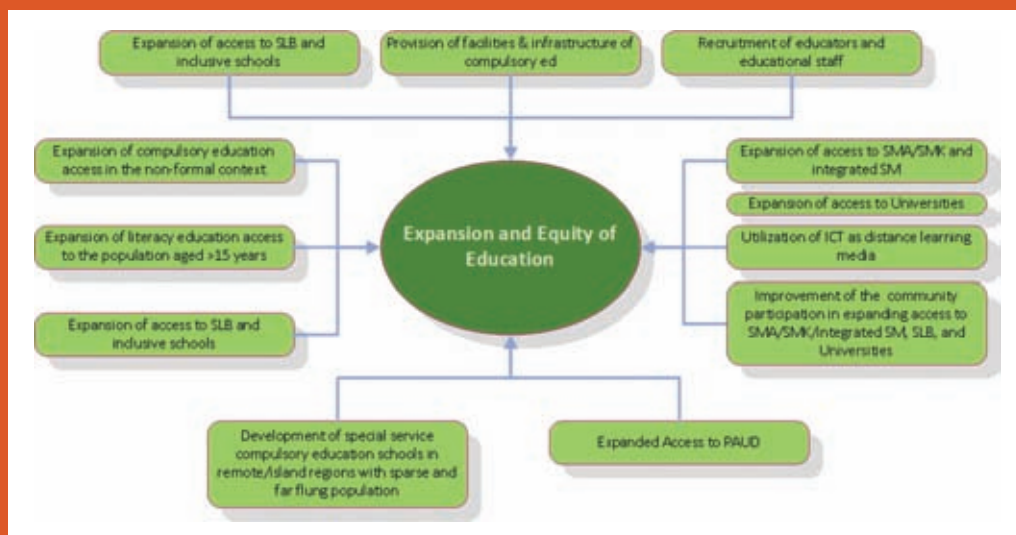 Expansion of access to SLB and
inclusive schools
Provision of facilities & infrastructure of
compulsory ed
Recruitment of educators and
educational staff
Expansion of compulsory education
access in the non-formal context.
Expansion of literacy education access
to the population aged >15 years
Expansion of access to SLB and
inclusive schools
Expansion and Equity of
Education
Expansion of access to SMA/SMK and
integrated SM
Expansion of access to Universities
Utilization of ICT as distance learning
media
Improvement of the community
participation in expanding access to
SMA/SMK/Integrated SM, SLB, and
Universities
Development of special service
compulsory education schools in
remote/island regions with sparse and
far flung population
Expanded Access to PAUD